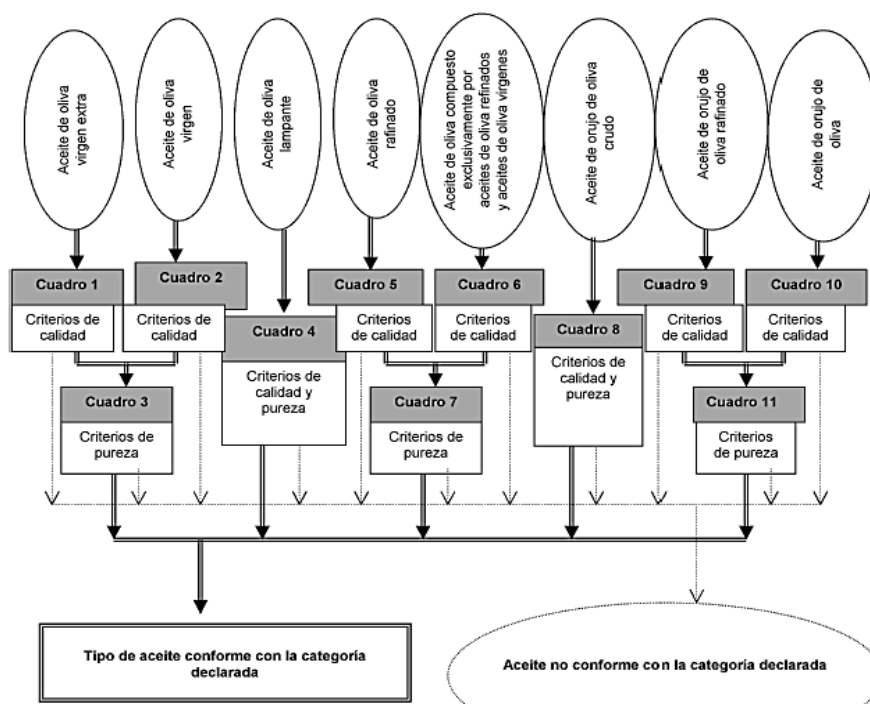 Aceite de oliva
virgen extra
Aceite de oliva
virgen
Aceite de oliva
lampante
Aceite de oliva
rafinado
Aceite de oliva compuesto
exclusivamente por
aceites de oliva refinados
y aceites de oliva vírgenes
Aceite de orujo de oliva
crudo
Aceite de orujo de
oliva rafinado
Aceite de orujo de
oliva
Cuadro 1
Criterios de
calidad
Cuadro 2
Criterios de
calidad
Cuadro 4
Criterios de
calidad y
pureza
Cuadro 5
Criterios
de calidad
Cuadro 6
Criterios
de calidad
Cuadro 8
Criterios de
calidad y
pureza
Cuadro 9
Criterios
de calidad
Cuadro 10
Criterios
de calidad
Cuadro 3
Criterios de
pureza
Cuadro 7
Criterios de
pureza
Cuadro 11
Criterios
de pureza
Tipo de aceite conforme con la categoría
declarada
Aceite no conforme con la categoría declarada